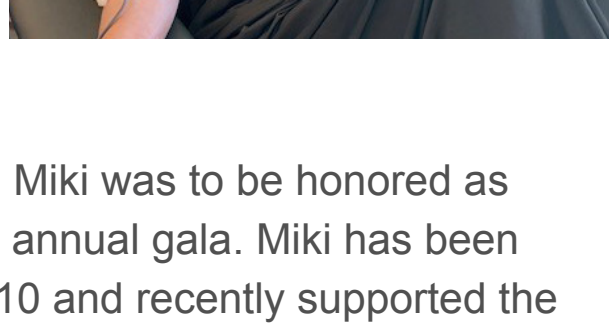 Miki was to be honored as
annual gala. Miki has been
10 and recently supported the